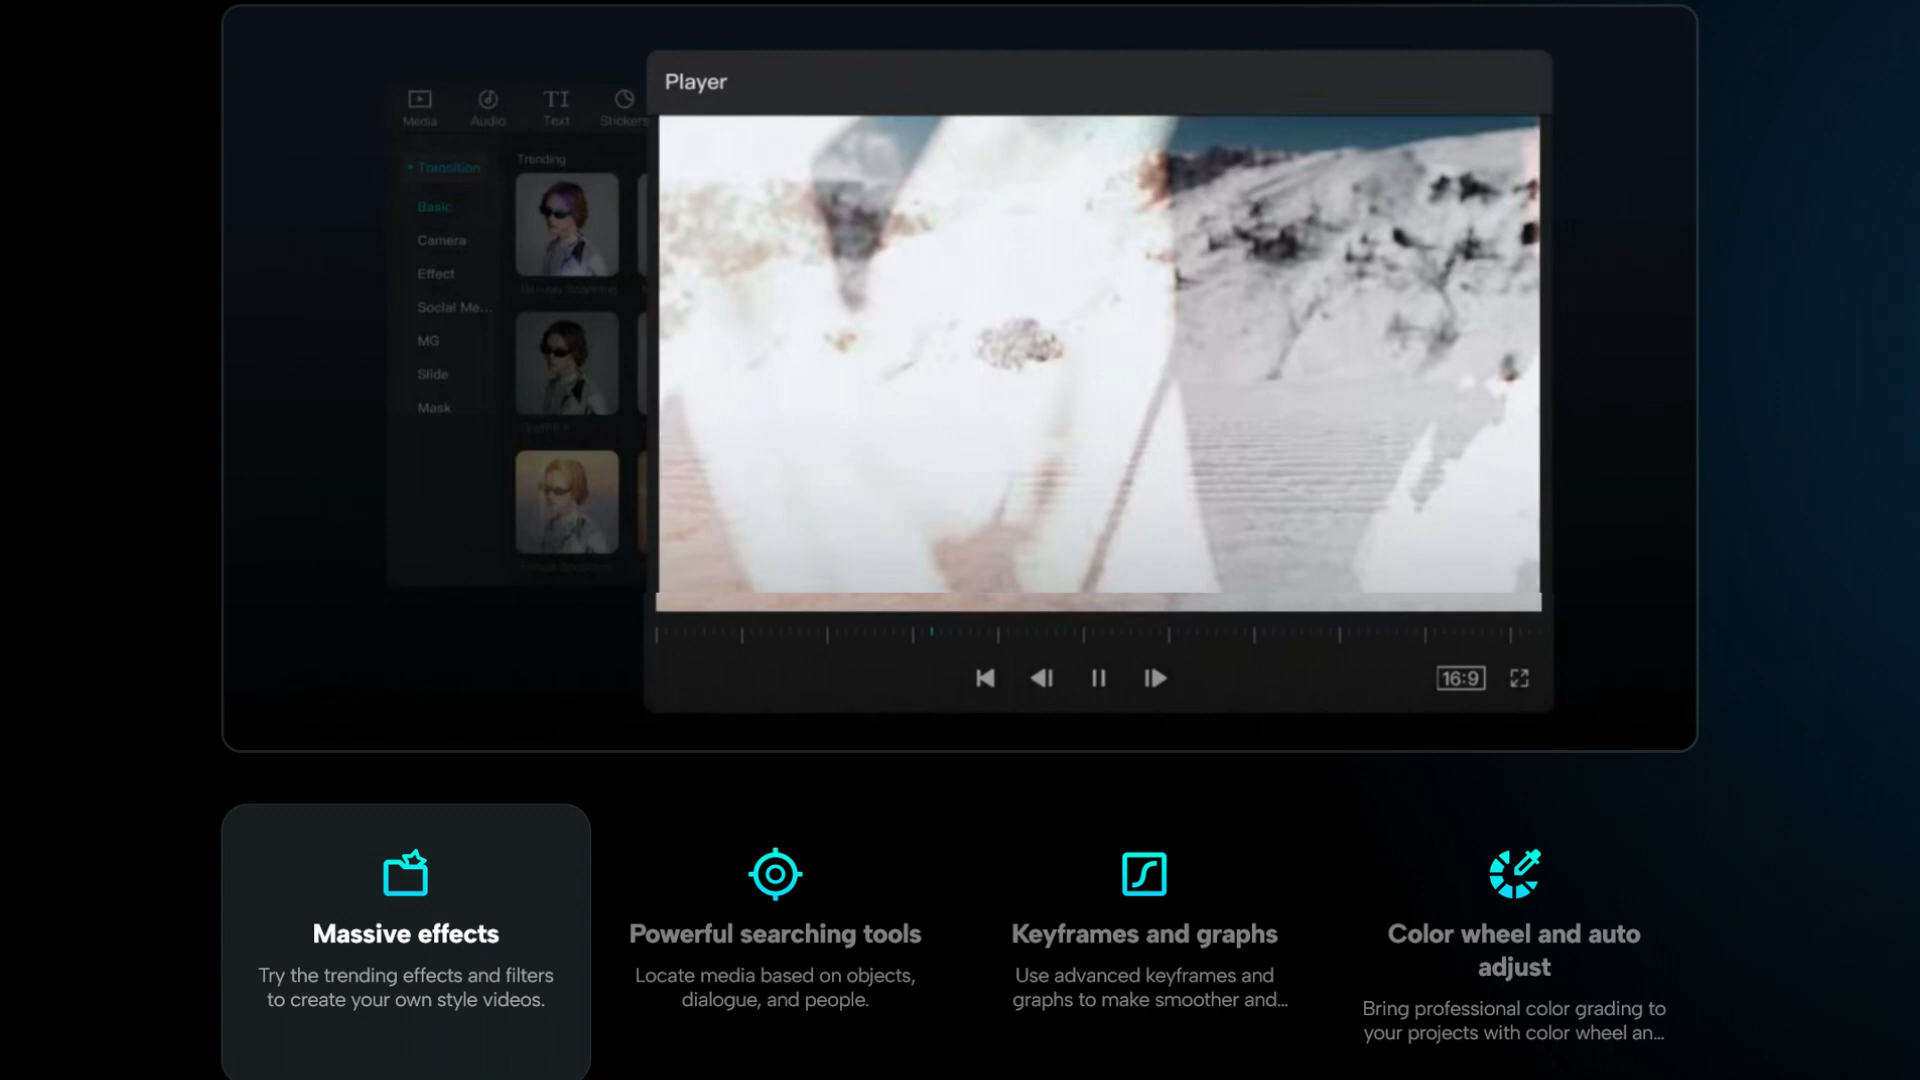 Player
Media
Audio
Text
Stickers
Transition
Trending
Basic
Camera
Effect
Social Me...
MG
Slide
Mask
16:9
Massive effects
Try the trending effects and filters
to create your own style videos.
Powerful searching tools
Locate media based on objects,
dialogue, and people.
Keyframes and graphs
Use advanced keyframes and
graphs to make smoother and...
Color wheel and auto
adjust
Bring professional color grading to
your projects with color wheel an...